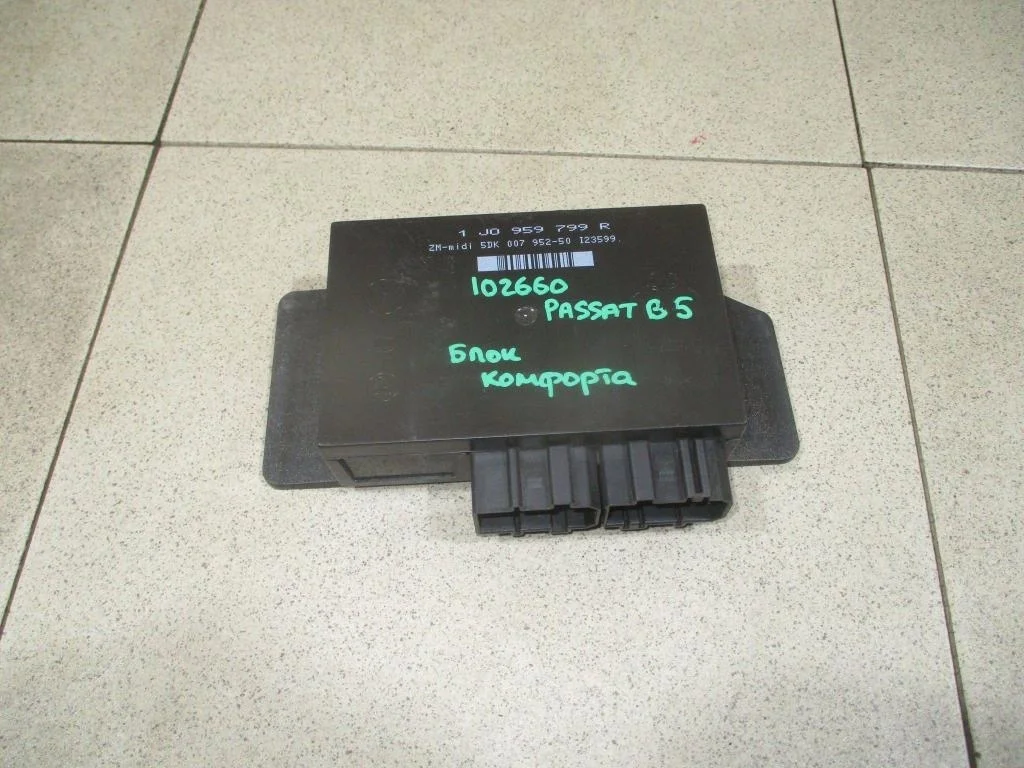 1 J0 959 799 R
ZM-midi 5DK 007 952-50 I23599.
102660
PASSAT B5
Блок
комфорта